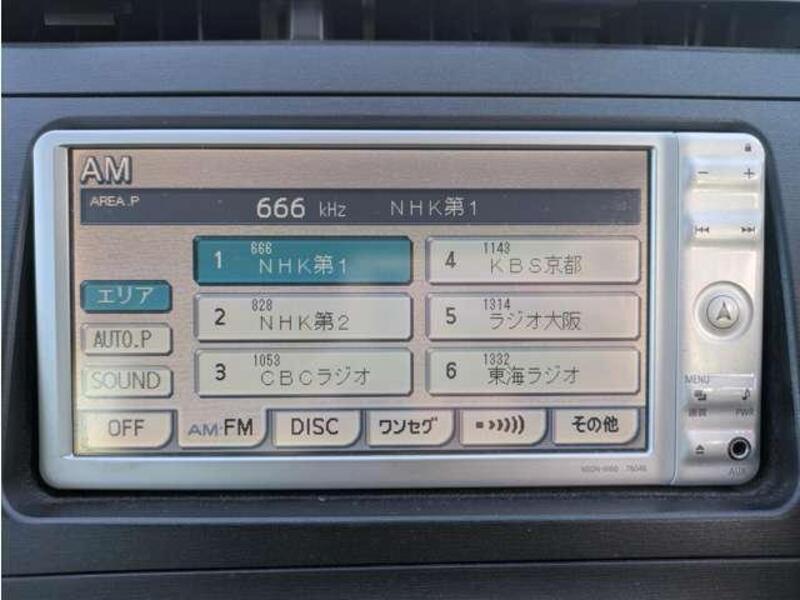 AM
AREA.P
666 kHz NHK第1
1 666 NHK第1
4 1143 KBS京都
エリア
2 828 NHK第2
5 1314 ラジオ大阪
AUTO.P
3 1053 CBCラジオ
6 1332 東海ラジオ
SOUND
OFF
AM・FM
DISC
ワンセグ
その他
MENU
画質
PWR
AUX